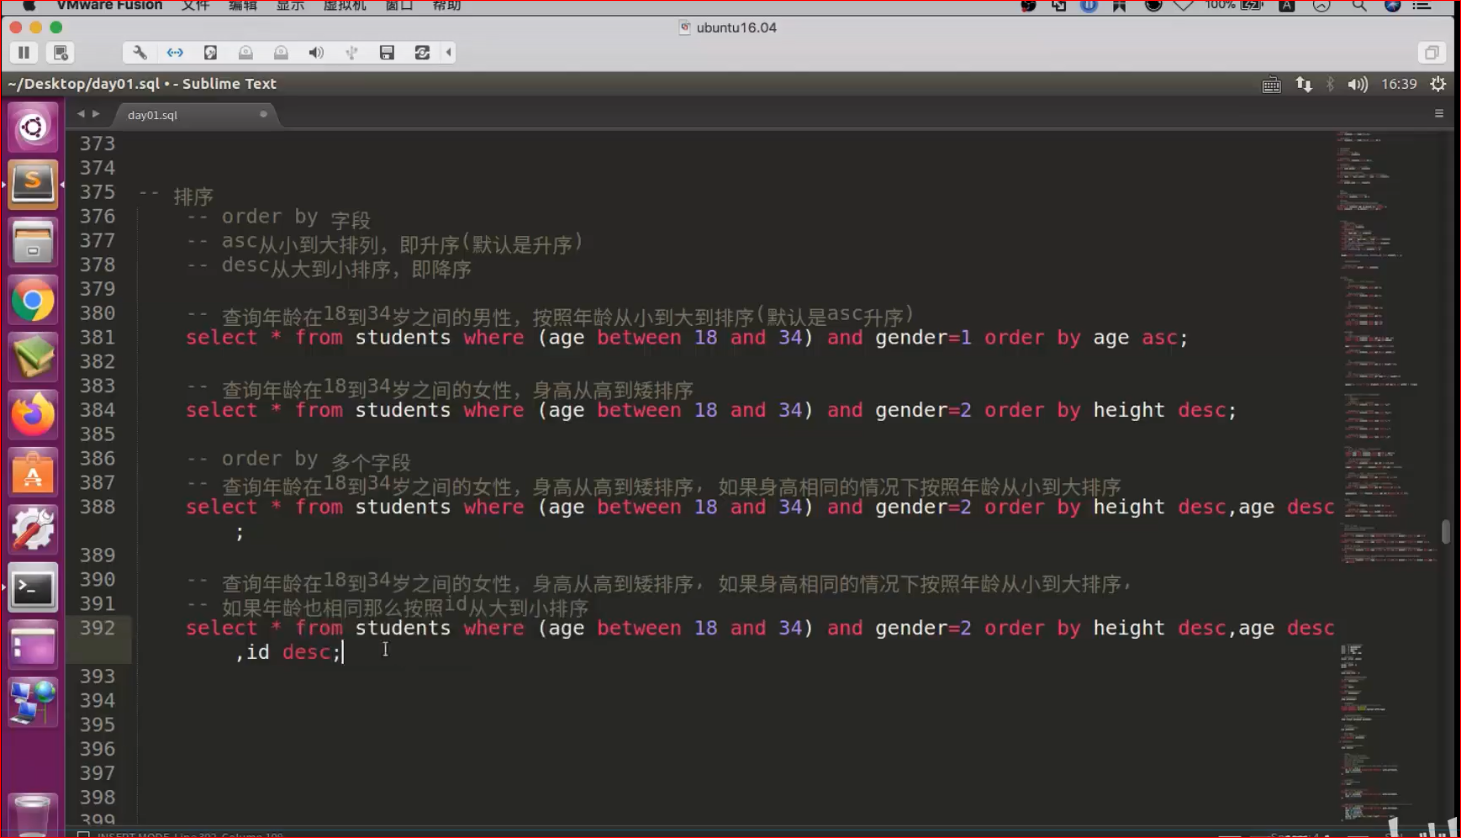 VMware Fusion 文件 编辑 显示 虚拟机 窗口 帮助 100%
ubuntu16.04
~/Desktop/day01.sql • - Sublime Text 16:39
day01.sql
373
374
375 -- 排序
376 -- order by 字段
377 -- asc从小到大排列，即升序(默认是升序)
378 -- desc从大到小排序，即降序
379
380 -- 查询年龄在18到34岁之间的男性，按照年龄从小到大到排序(默认是asc升序)
381 select * from students where (age between 18 and 34) and gender=1 order by age asc;
382
383 -- 查询年龄在18到34岁之间的女性，身高从高到矮排序
384 select * from students where (age between 18 and 34) and gender=2 order by height desc;
385
386 -- order by 多个字段
387 -- 查询年龄在18到34岁之间的女性，身高从高到矮排序，如果身高相同的情况下按照年龄从小到大排序
388 select * from students where (age between 18 and 34) and gender=2 order by height desc,age desc
;
389
390 -- 查询年龄在18到34岁之间的女性，身高从高到矮排序，如果身高相同的情况下按照年龄从小到大排序，
391 -- 如果年龄也相同那么按照id从大到小排序
392 select * from students where (age between 18 and 34) and gender=2 order by height desc,age desc
,id desc;
393
394
395
396
397
398
399